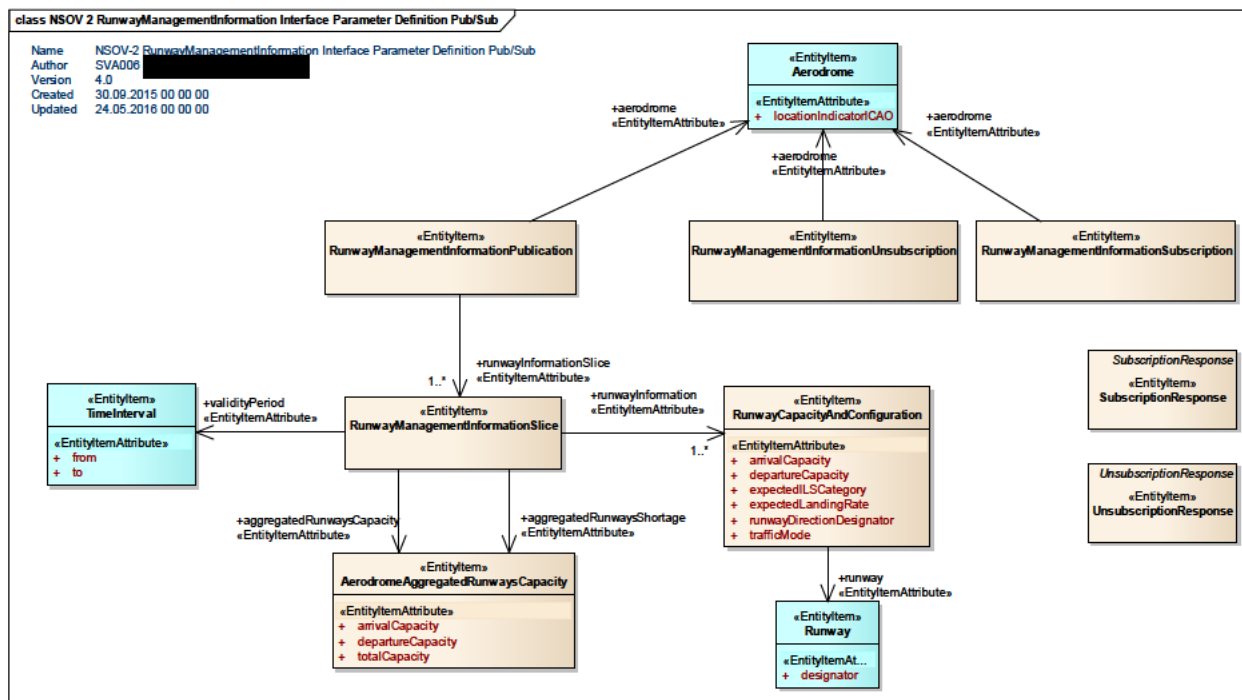 class NSOV 2 RunwayManagementInformation Interface Parameter Definition Pub/Sub
Name NSOV-2 RunwayManagementInformation Interface Parameter Definition Pub/Sub
Author SVA006
Version 4.0
Created 30.09.2015 00 00 00
Updated 24.05.2016 00 00 00
«EntityItem»
Aerodrome
«EntityItemAttribute»
+ locationIndicatorICAO
+aerodrome
«EntityItemAttribute»
+aerodrome
«EntityItemAttribute»
+aerodrome
«EntityItemAttribute»
«EntityItem»
RunwayManagementInformationPublication
«EntityItem»
RunwayManagementInformationUnsubscription
«EntityItem»
RunwayManagementInformationSubscription
+runwayInformationSlice
1..* «EntityItemAttribute»
SubscriptionResponse
«EntityItem»
SubscriptionResponse
«EntityItem»
TimeInterval
«EntityItemAttribute»
+ from
+ to
+validityPeriod
«EntityItemAttribute»
«EntityItem»
RunwayManagementInformationSlice
+runwayInformation
«EntityItemAttribute»
1..*
«EntityItem»
RunwayCapacityAndConfiguration
«EntityItemAttribute»
+ arrivalCapacity
+ departureCapacity
+ expectedILSCategory
+ expectedLandingRate
+ runwayDirectionDesignator
+ trafficMode
UnsubscriptionResponse
«EntityItem»
UnsubscriptionResponse
+aggregatedRunwaysCapacity
«EntityItemAttribute»
+aggregatedRunwaysShortage
«EntityItemAttribute»
«EntityItem»
AerodromeAggregatedRunwaysCapacity
«EntityItemAttribute»
+ arrivalCapacity
+ departureCapacity
+ totalCapacity
+runway
«EntityItemAttribute»
«EntityItem»
Runway
«EntityItemAt...
+ designator